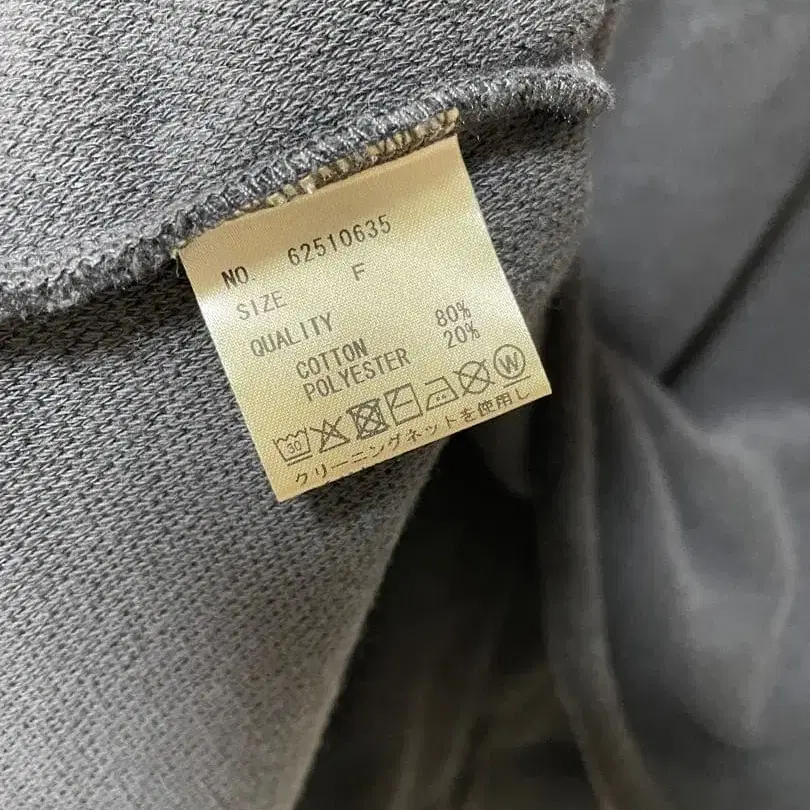 NO. 62510635
SIZE F
QUALITY
COTTON 80%
POLYESTER 20%
30 W
クリーニングネットを使用し